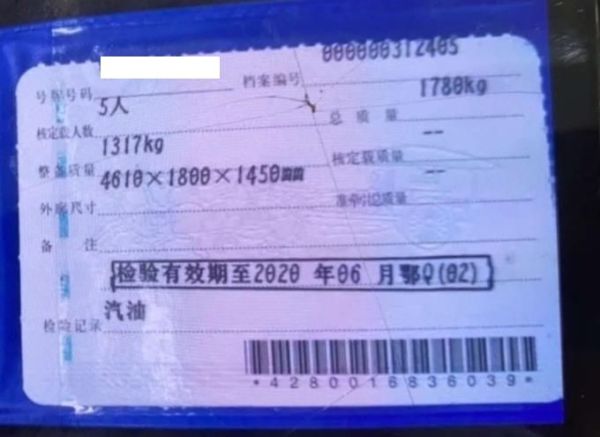 号牌号码 档案编号 000000312405
核定载人数 5人 总质量 1780kg
整备质量 1317kg 核定载质量 --
外廓尺寸 4610×1800×1450mm 准牵引总质量 --
备注
检验有效期至2020年06月鄂Q(02)
检验记录 汽油
*4280016836039*